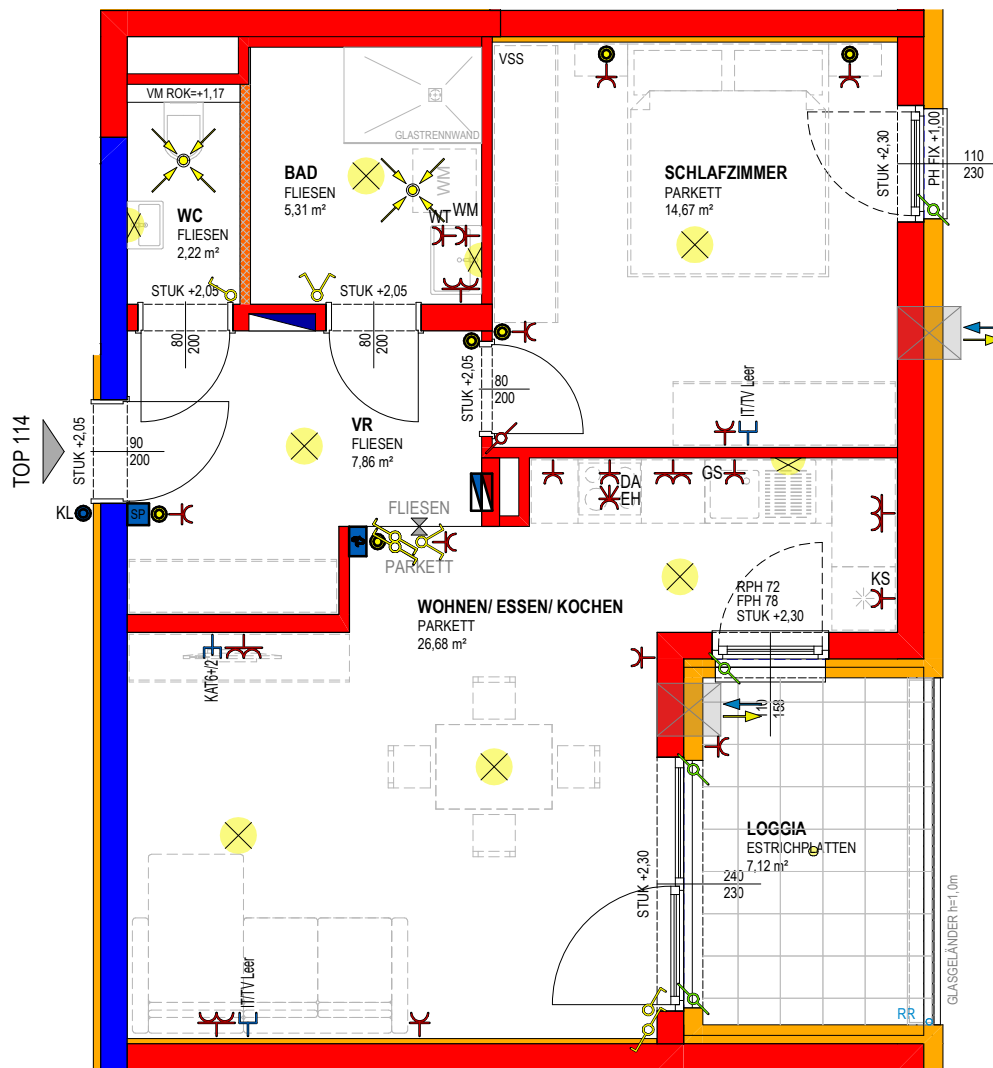 VM ROK=+1,17
VSS
GLASTRENNWAND
WM
BAD
FLIESEN
5,31 m²
WC
FLIESEN
2,22 m²
WT
WM
SCHLAFZIMMER
PARKETT
14,67 m²
STUK +2,30
PH FIX +1,00
110
230
STUK +2,05
STUK +2,05
80
200
80
200
STUK +2,05
80
200
TOP 114
STUK +2,05
90
200
VR
FLIESEN
7,86 m²
IT/TV Leer
KL
SP
FLIESEN
PARKETT
DA
EH
GS
KS
WOHNEN/ ESSEN/ KOCHEN
PARKETT
26,68 m²
RPH 72
FPH 78
STUK +2,30
KAT6+/2
110
158
LOGGIA
ESTRICHPLATTEN
7,12 m²
STUK +2,30
240
230
IT/TV Leer
GLASGELÄNDER h=1,0m
RR